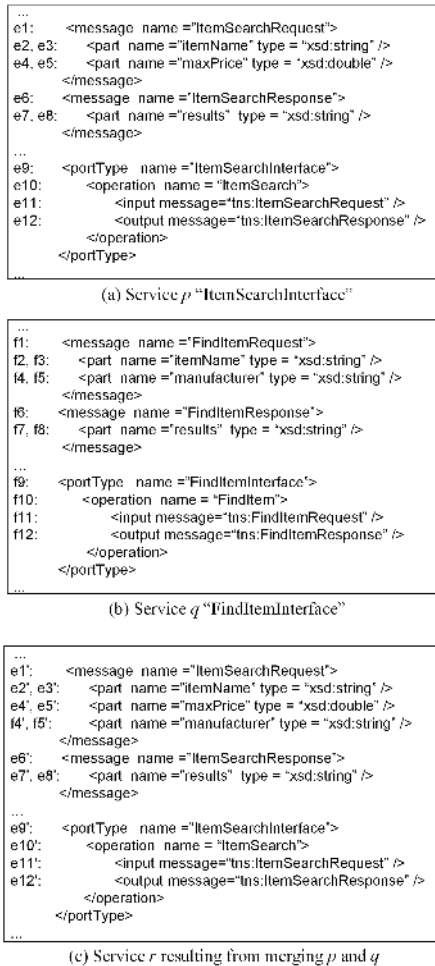 ...
e1: <message name ="ItemSearchRequest">
e2, e3: <part name ="itemName" type = "xsd:string" />
e4, e5: <part name ="maxPrice" type = "xsd:double" />
</message>
e6: <message name ="ItemSearchResponse">
e7, e8: <part name ="results" type = "xsd:string" />
</message>
...
e9: <portType name ="ItemSearchInterface">
e10: <operation name = "ItemSearch">
e11: <input message="tns:ItemSearchRequest" />
e12: <output message="tns:ItemSearchResponse" />
</operation>
</portType>
...
(a) Service p "ItemSearchInterface"
...
f1: <message name ="FindItemRequest">
f2, f3: <part name ="itemName" type = "xsd:string" />
f4, f5: <part name ="manufacturer" type = "xsd:string" />
</message>
f6: <message name ="FindItemResponse">
f7, f8: <part name ="results" type = "xsd:string" />
</message>
...
f9: <portType name ="FindItemInterface">
f10: <operation name = "FindItem">
f11: <input message="tns:FindItemRequest" />
f12: <output message="tns:FindItemResponse" />
</operation>
</portType>
...
(b) Service q "FindItemInterface"
...
e1': <message name ="ItemSearchRequest">
e2', e3': <part name ="itemName" type = "xsd:string" />
e4', e5': <part name ="maxPrice" type = "xsd:double" />
f4', f5': <part name ="manufacturer" type = "xsd:string" />
</message>
e6': <message name ="ItemSearchResponse">
e7', e8': <part name ="results" type = "xsd:string" />
</message>
...
e9': <portType name ="ItemSearchInterface">
e10': <operation name = "ItemSearch">
e11': <input message="tns:ItemSearchRequest" />
e12': <output message="tns:ItemSearchResponse" />
</operation>
</portType>
...
(c) Service r resulting from merging p and q